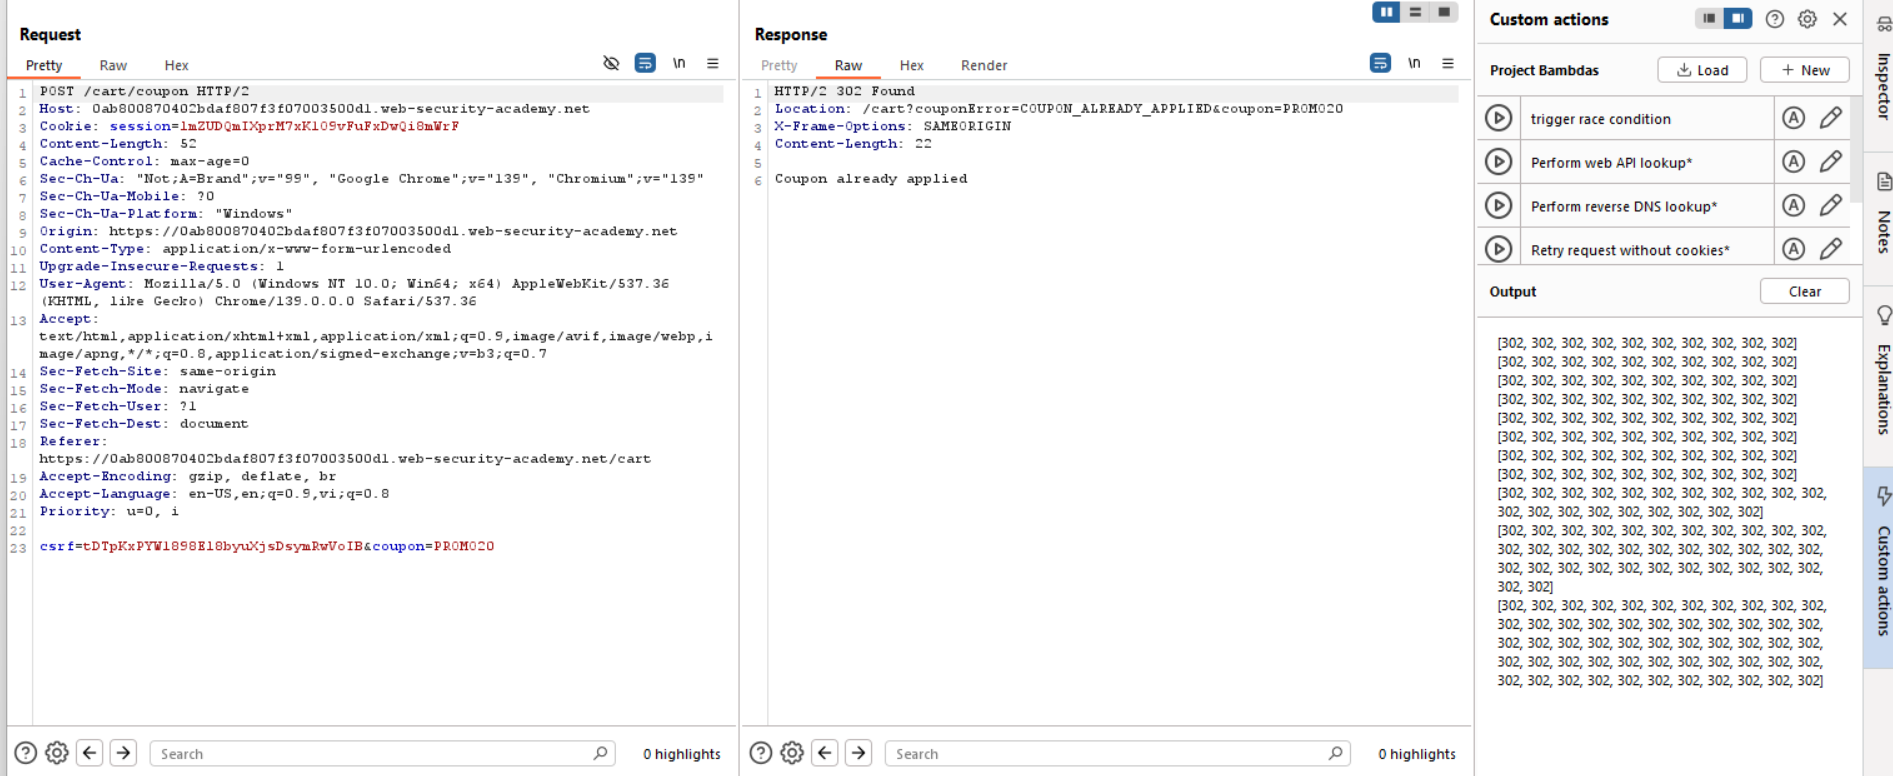 Request
Pretty Raw Hex \n
1 POST /cart/coupon HTTP/2
2 Host: 0ab800870402bdaf807f3f07003500d1.web-security-academy.net
3 Cookie: session=lmZUDQmIXprM7xKl09vFuFxDwQi8mWrF
4 Content-Length: 52
5 Cache-Control: max-age=0
6 Sec-Ch-Ua: "Not;A=Brand";v="99", "Google Chrome";v="139", "Chromium";v="139"
7 Sec-Ch-Ua-Mobile: ?0
8 Sec-Ch-Ua-Platform: "Windows"
9 Origin: https://0ab800870402bdaf807f3f07003500d1.web-security-academy.net
10 Content-Type: application/x-www-form-urlencoded
11 Upgrade-Insecure-Requests: 1
12 User-Agent: Mozilla/5.0 (Windows NT 10.0; Win64; x64) AppleWebKit/537.36
(KHTML, like Gecko) Chrome/139.0.0.0 Safari/537.36
13 Accept:
text/html,application/xhtml+xml,application/xml;q=0.9,image/avif,image/webp,i
mage/apng,*/*;q=0.8,application/signed-exchange;v=b3;q=0.7
14 Sec-Fetch-Site: same-origin
15 Sec-Fetch-Mode: navigate
16 Sec-Fetch-User: ?1
17 Sec-Fetch-Dest: document
18 Referer:
https://0ab800870402bdaf807f3f07003500d1.web-security-academy.net/cart
19 Accept-Encoding: gzip, deflate, br
20 Accept-Language: en-US,en;q=0.9,vi;q=0.8
21 Priority: u=0, i
22
23 csrf=tDTpKxPYWl898El8byuXjsDsymRwVoIB&coupon=PROMO20
Search
0 highlights
Response
Pretty Raw Hex Render \n
1 HTTP/2 302 Found
2 Location: /cart?couponError=COUPON_ALREADY_APPLIED&coupon=PROMO20
3 X-Frame-Options: SAMEORIGIN
4 Content-Length: 22
5
6 Coupon already applied
Search
0 highlights
Custom actions
Project Bambdas Load + New
trigger race condition A
Perform web API lookup* A
Perform reverse DNS lookup* A
Retry request without cookies* A
Output Clear
[302, 302, 302, 302, 302, 302, 302, 302, 302, 302]
[302, 302, 302, 302, 302, 302, 302, 302, 302, 302]
[302, 302, 302, 302, 302, 302, 302, 302, 302, 302]
[302, 302, 302, 302, 302, 302, 302, 302, 302, 302]
[302, 302, 302, 302, 302, 302, 302, 302, 302, 302]
[302, 302, 302, 302, 302, 302, 302, 302, 302, 302]
[302, 302, 302, 302, 302, 302, 302, 302, 302, 302]
[302, 302, 302, 302, 302, 302, 302, 302, 302, 302]
[302, 302, 302, 302, 302, 302, 302, 302, 302, 302, 302,
302, 302, 302, 302, 302, 302, 302, 302, 302]
[302, 302, 302, 302, 302, 302, 302, 302, 302, 302, 302,
302, 302, 302, 302, 302, 302, 302, 302, 302, 302, 302,
302, 302, 302, 302, 302, 302, 302, 302, 302, 302, 302,
302, 302]
[302, 302, 302, 302, 302, 302, 302, 302, 302, 302, 302,
302, 302, 302, 302, 302, 302, 302, 302, 302, 302, 302,
302, 302, 302, 302, 302, 302, 302, 302, 302, 302, 302,
302, 302, 302, 302, 302, 302, 302, 302, 302, 302, 302,
302, 302, 302, 302, 302, 302, 302, 302, 302, 302, 302]
Inspector
Notes
Explanations
Custom actions